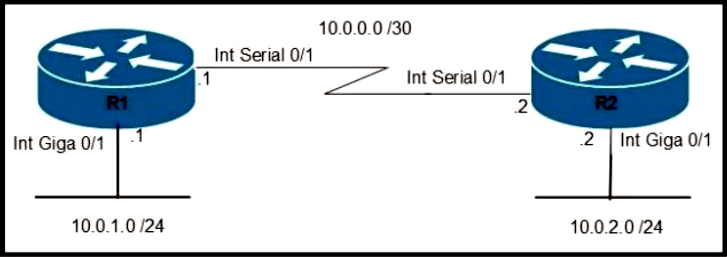 10.0.0.0 /30
Int Serial 0/1
.1
Int Serial 0/1
.2
R1
R2
Int Giga 0/1
.1
.2
Int Giga 0/1
10.0.1.0 /24
10.0.2.0 /24